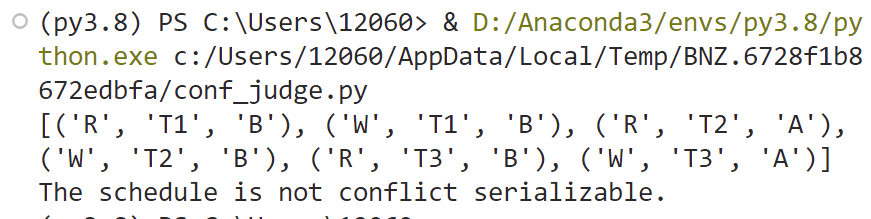 (py3.8) PS C:\Users\12060> & D:/Anaconda3/envs/py3.8/py
thon.exe c:/Users/12060/AppData/Local/Temp/BNZ.6728f1b8
672edbfa/conf_judge.py
[('R', 'T1', 'B'), ('W', 'T1', 'B'), ('R', 'T2', 'A'),
('W', 'T2', 'B'), ('R', 'T3', 'B'), ('W', 'T3', 'A')]
The schedule is not conflict serializable.